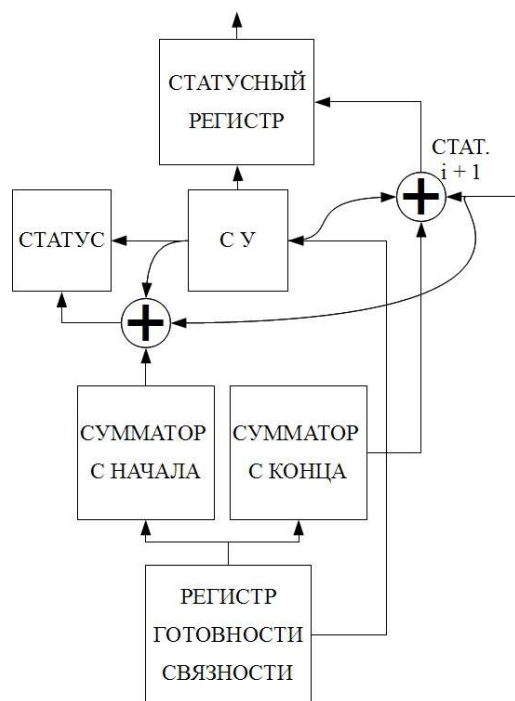 СТАТУСНЫЙ
РЕГИСТР
СТАТ.
i + 1
СТАТУС
С У
СУММАТОР
С НАЧАЛА
СУММАТОР
С КОНЦА
РЕГИСТР
ГОТОВНОСТИ
СВЯЗНОСТИ